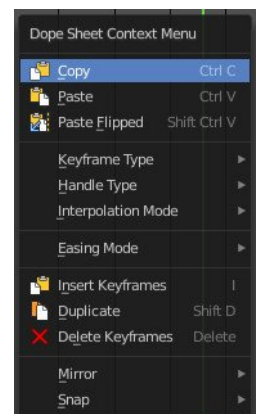 Dope Sheet Context Menu
Copy Ctrl C
Paste Ctrl V
Paste Flipped Shift Ctrl V
Keyframe Type
Handle Type
Interpolation Mode
Easing Mode
Insert Keyframes I
Duplicate Shift D
Delete Keyframes Delete
Mirror
Snap